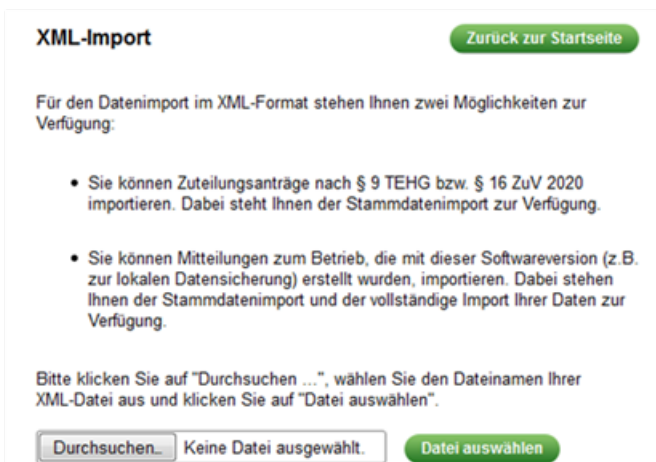 XML-Import
Zurück zur Startseite
Für den Datenimport im XML-Format stehen Ihnen zwei Möglichkeiten zur
Verfügung:
• Sie können Zuteilungsanträge nach § 9 TEHG bzw. § 16 ZuV 2020
importieren. Dabei steht Ihnen der Stammdatenimport zur Verfügung.
• Sie können Mitteilungen zum Betrieb, die mit dieser Softwareversion (z.B.
zur lokalen Datensicherung) erstellt wurden, importieren. Dabei stehen
Ihnen der Stammdatenimport und der vollständige Import Ihrer Daten zur
Verfügung.
Bitte klicken Sie auf "Durchsuchen ...", wählen Sie den Dateinamen Ihrer
XML-Datei aus und klicken Sie auf "Datei auswählen".
Durchsuchen... Keine Datei ausgewählt. Datei auswählen